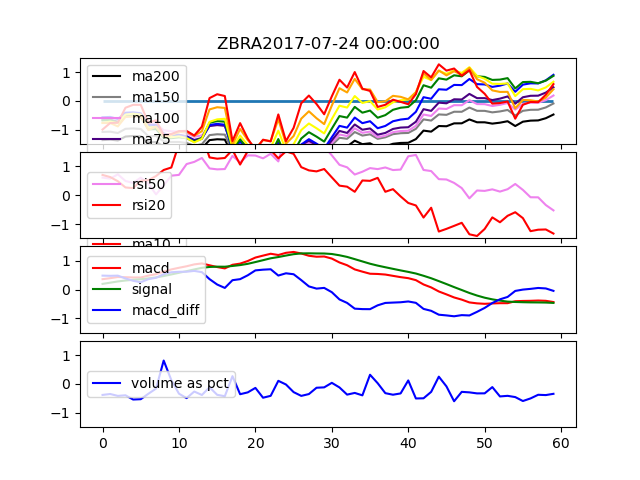 ZBRA2017-07-24 00:00:00
1
0
−1
ma200
ma150
ma100
ma75
1
0
−1
rsi50
rsi20
ma10
1
0
−1
macd
signal
macd_diff
1
0
−1
volume as pct
0 10 20 30 40 50 60